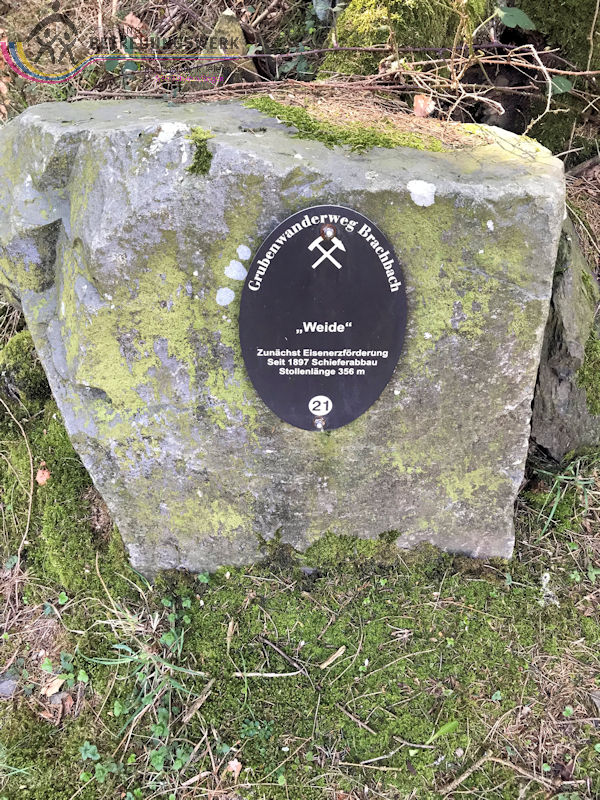 Grubenwanderweg Brachbach
„Weide“
Zunächst Eisenerzförderung
Seit 1897 Schieferabbau
Stollenlänge 356 m
21